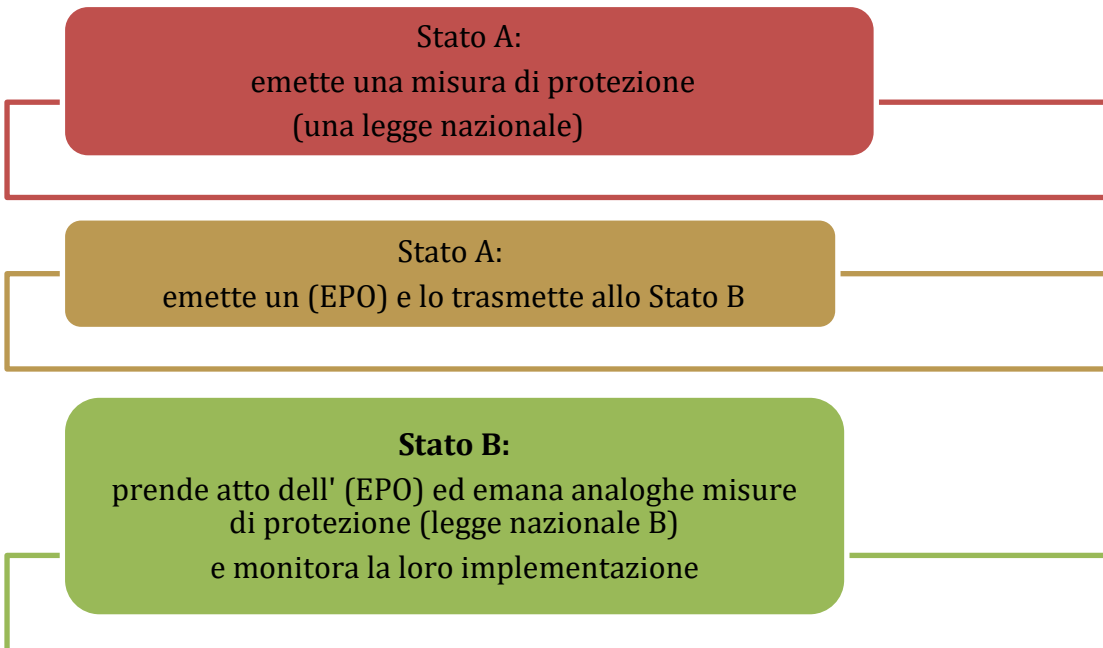 Stato A:
emette una misura di protezione
(una legge nazionale)
Stato A:
emette un (EPO) e lo trasmette allo Stato B
Stato B:
prende atto dell' (EPO) ed emana analoghe misure
di protezione (legge nazionale B)
e monitora la loro implementazione